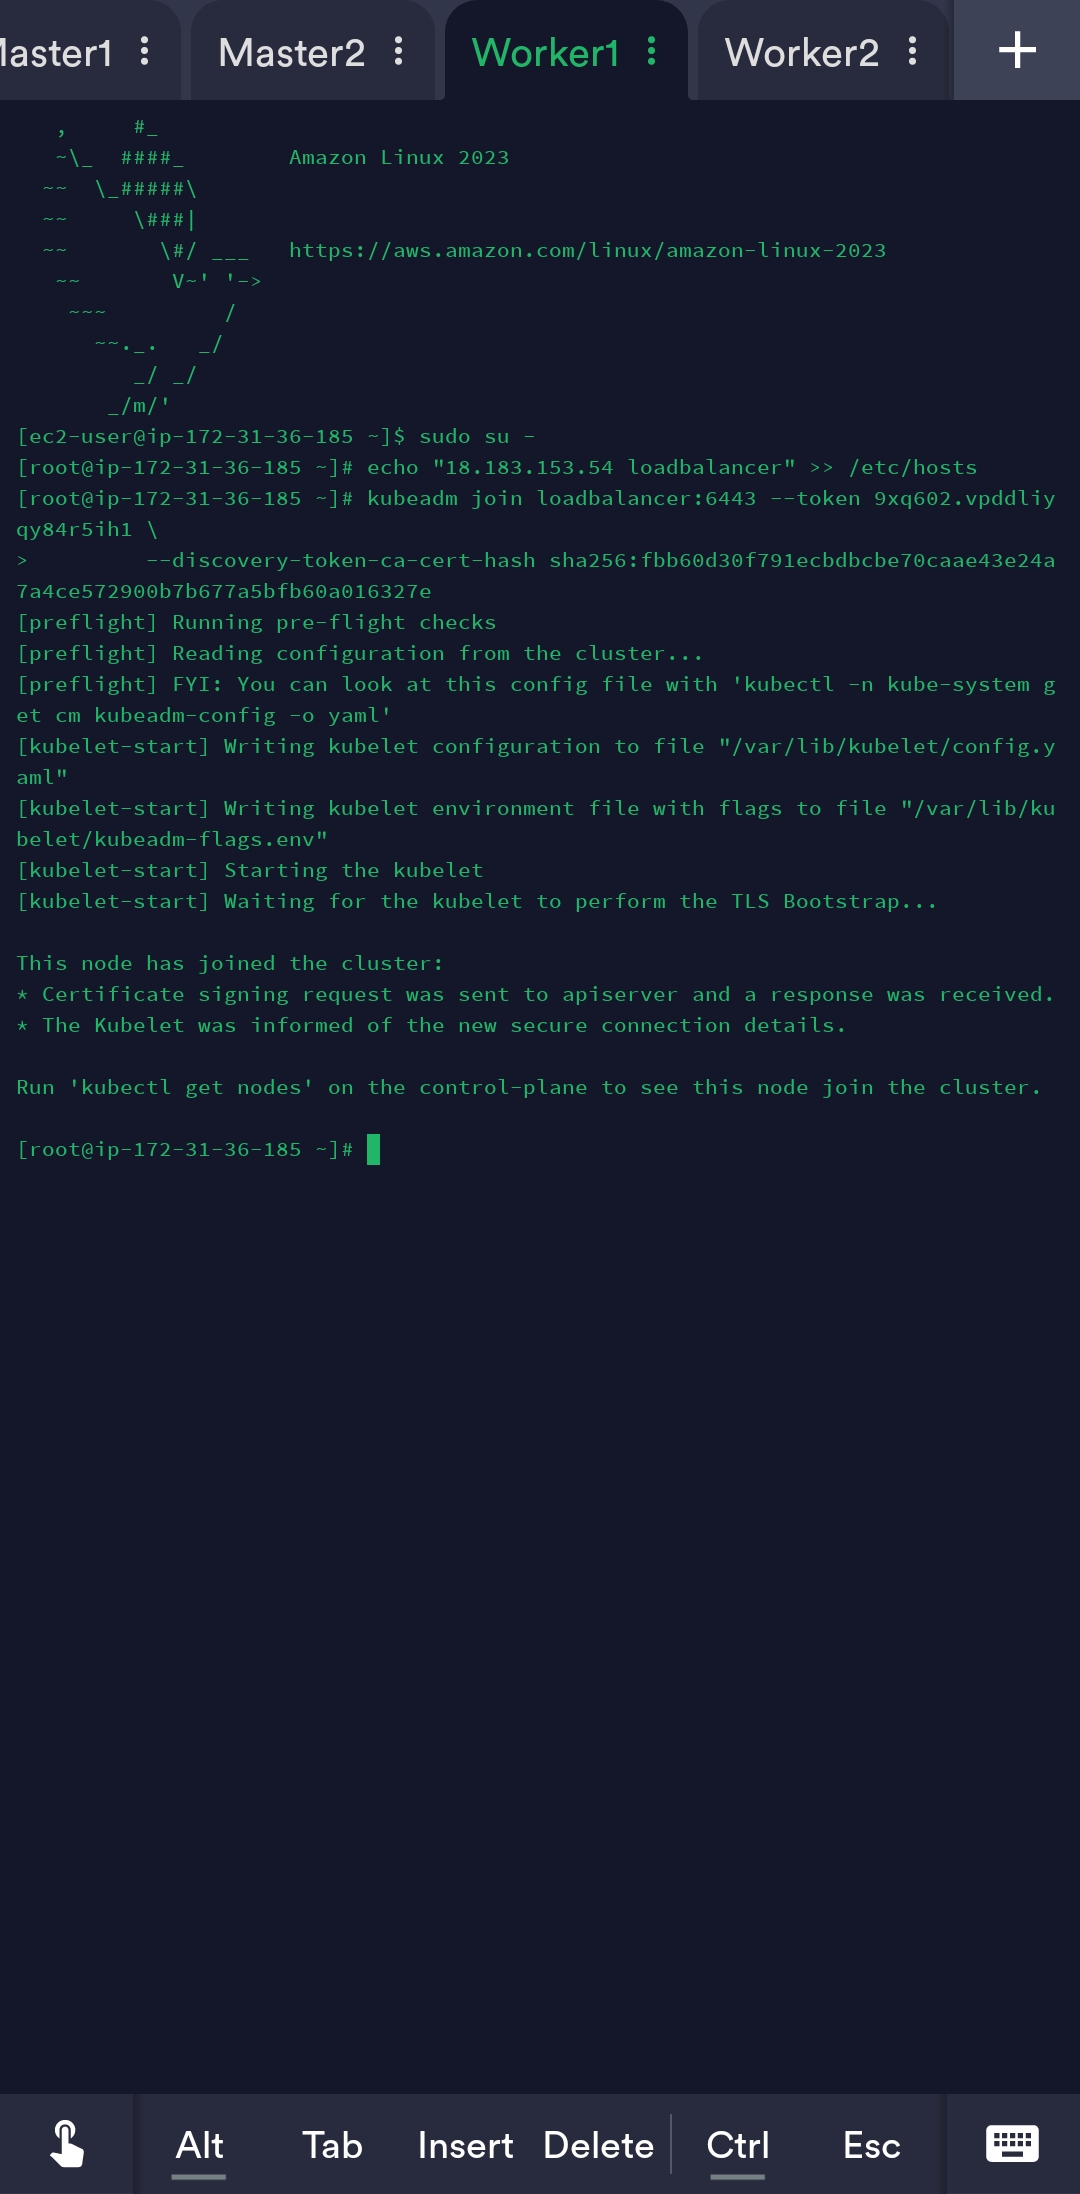 Master1 Master2 Worker1 Worker2 +
   ,     #_
   ~\_  ####_        Amazon Linux 2023
  ~~  \_#####\
  ~~     \###|
  ~~       \#/ ___   https://aws.amazon.com/linux/amazon-linux-2023
   ~~       V~' '->
    ~~~         /
      ~~._.   _/
         _/ _/
       _/m/'
[ec2-user@ip-172-31-36-185 ~]$ sudo su -
[root@ip-172-31-36-185 ~]# echo "18.183.153.54 loadbalancer" >> /etc/hosts
[root@ip-172-31-36-185 ~]# kubeadm join loadbalancer:6443 --token 9xq602.vpddliy
qy84r5ih1 \
>         --discovery-token-ca-cert-hash sha256:fbb60d30f791ecbdbcbe70caae43e24a
7a4ce572900b7b677a5bfb60a016327e
[preflight] Running pre-flight checks
[preflight] Reading configuration from the cluster...
[preflight] FYI: You can look at this config file with 'kubectl -n kube-system g
et cm kubeadm-config -o yaml'
[kubelet-start] Writing kubelet configuration to file "/var/lib/kubelet/config.y
aml"
[kubelet-start] Writing kubelet environment file with flags to file "/var/lib/ku
belet/kubeadm-flags.env"
[kubelet-start] Starting the kubelet
[kubelet-start] Waiting for the kubelet to perform the TLS Bootstrap...

This node has joined the cluster:
* Certificate signing request was sent to apiserver and a response was received.
* The Kubelet was informed of the new secure connection details.

Run 'kubectl get nodes' on the control-plane to see this node join the cluster.

[root@ip-172-31-36-185 ~]#
Alt Tab Insert Delete Ctrl Esc